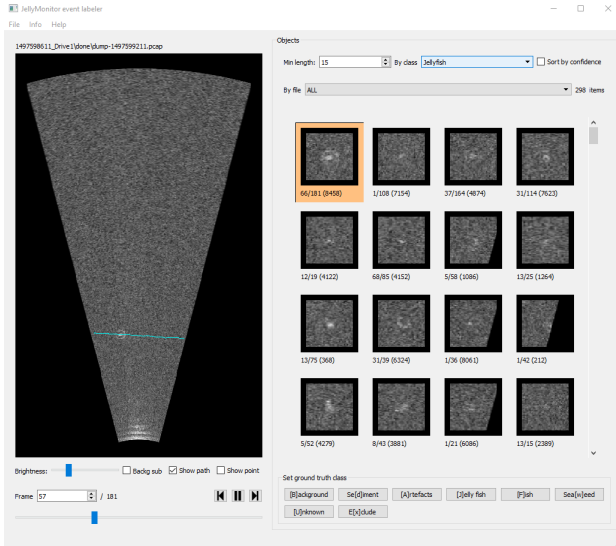 JellyMonitor event labeler
File Info Help
1497598611_Drive1\done\dump-1497599211.pcap
Objects
Min length: 15 By class Jellyfish Sort by confidence
By file ALL 298 items
66/181 (8458) 1/108 (7154) 37/164 (4874) 31/114 (7623)
12/19 (4122) 68/85 (4152) 5/58 (1086) 13/25 (1264)
13/75 (368) 31/39 (6324) 1/36 (8061) 1/42 (212)
5/52 (4279) 8/43 (3881) 1/21 (6086) 13/15 (2389)
Brightness: Backg sub Show path Show point
Frame 57 / 181
Set ground truth class
[B]ackground Se[d]iment [A]rtefacts [J]elly fish [F]ish Sea[w]eed
[U]nknown E[x]clude